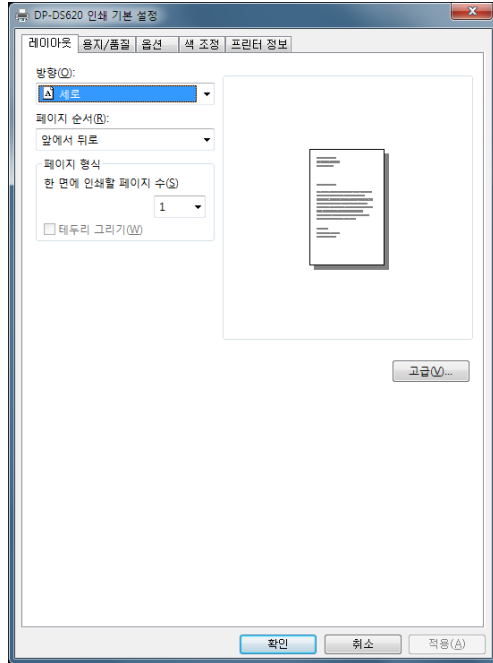 DP-DS620 인쇄 기본 설정
레이아웃 용지/품질 옵션 색 조정 프린터 정보
방향(O):
세로
페이지 순서(R):
앞에서 뒤로
페이지 형식
한 면에 인쇄할 페이지 수(S)
1
테두리 그리기(W)
고급(V)...
확인 취소 적용(A)